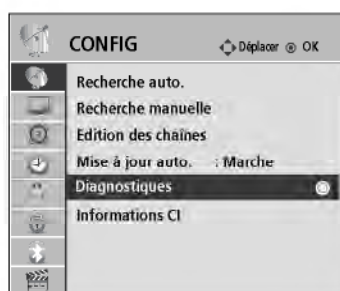 CONFIG Déplacer OK
Recherche auto.
Recherche manuelle
Edition des chaînes
Mise à jour auto. : Marche
Diagnostiques
Informations CI